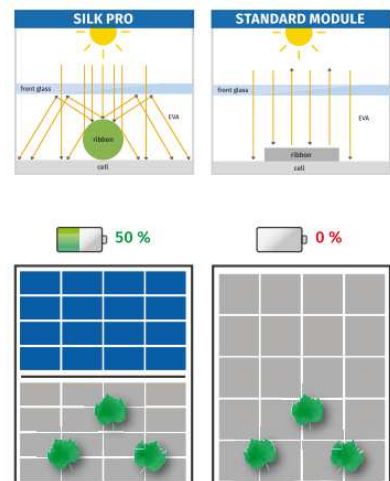 SILK PRO
front glass
EVA
ribbon
cell
STANDARD MODULE
front glass
EVA
ribbon
cell
50 %
0 %